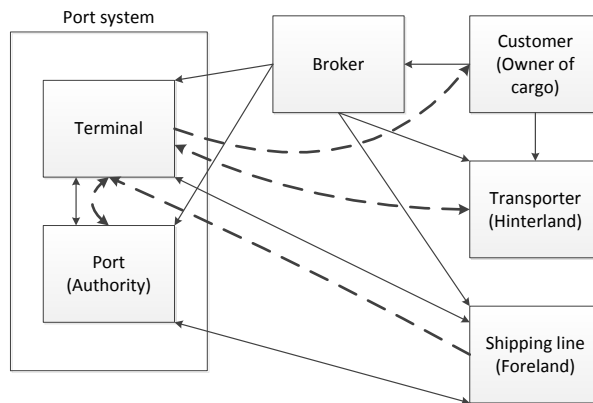 Port system
Broker
Customer
(Owner of
cargo)
Terminal
Transporter
(Hinterland)
Port
(Authority)
Shipping line
(Foreland)